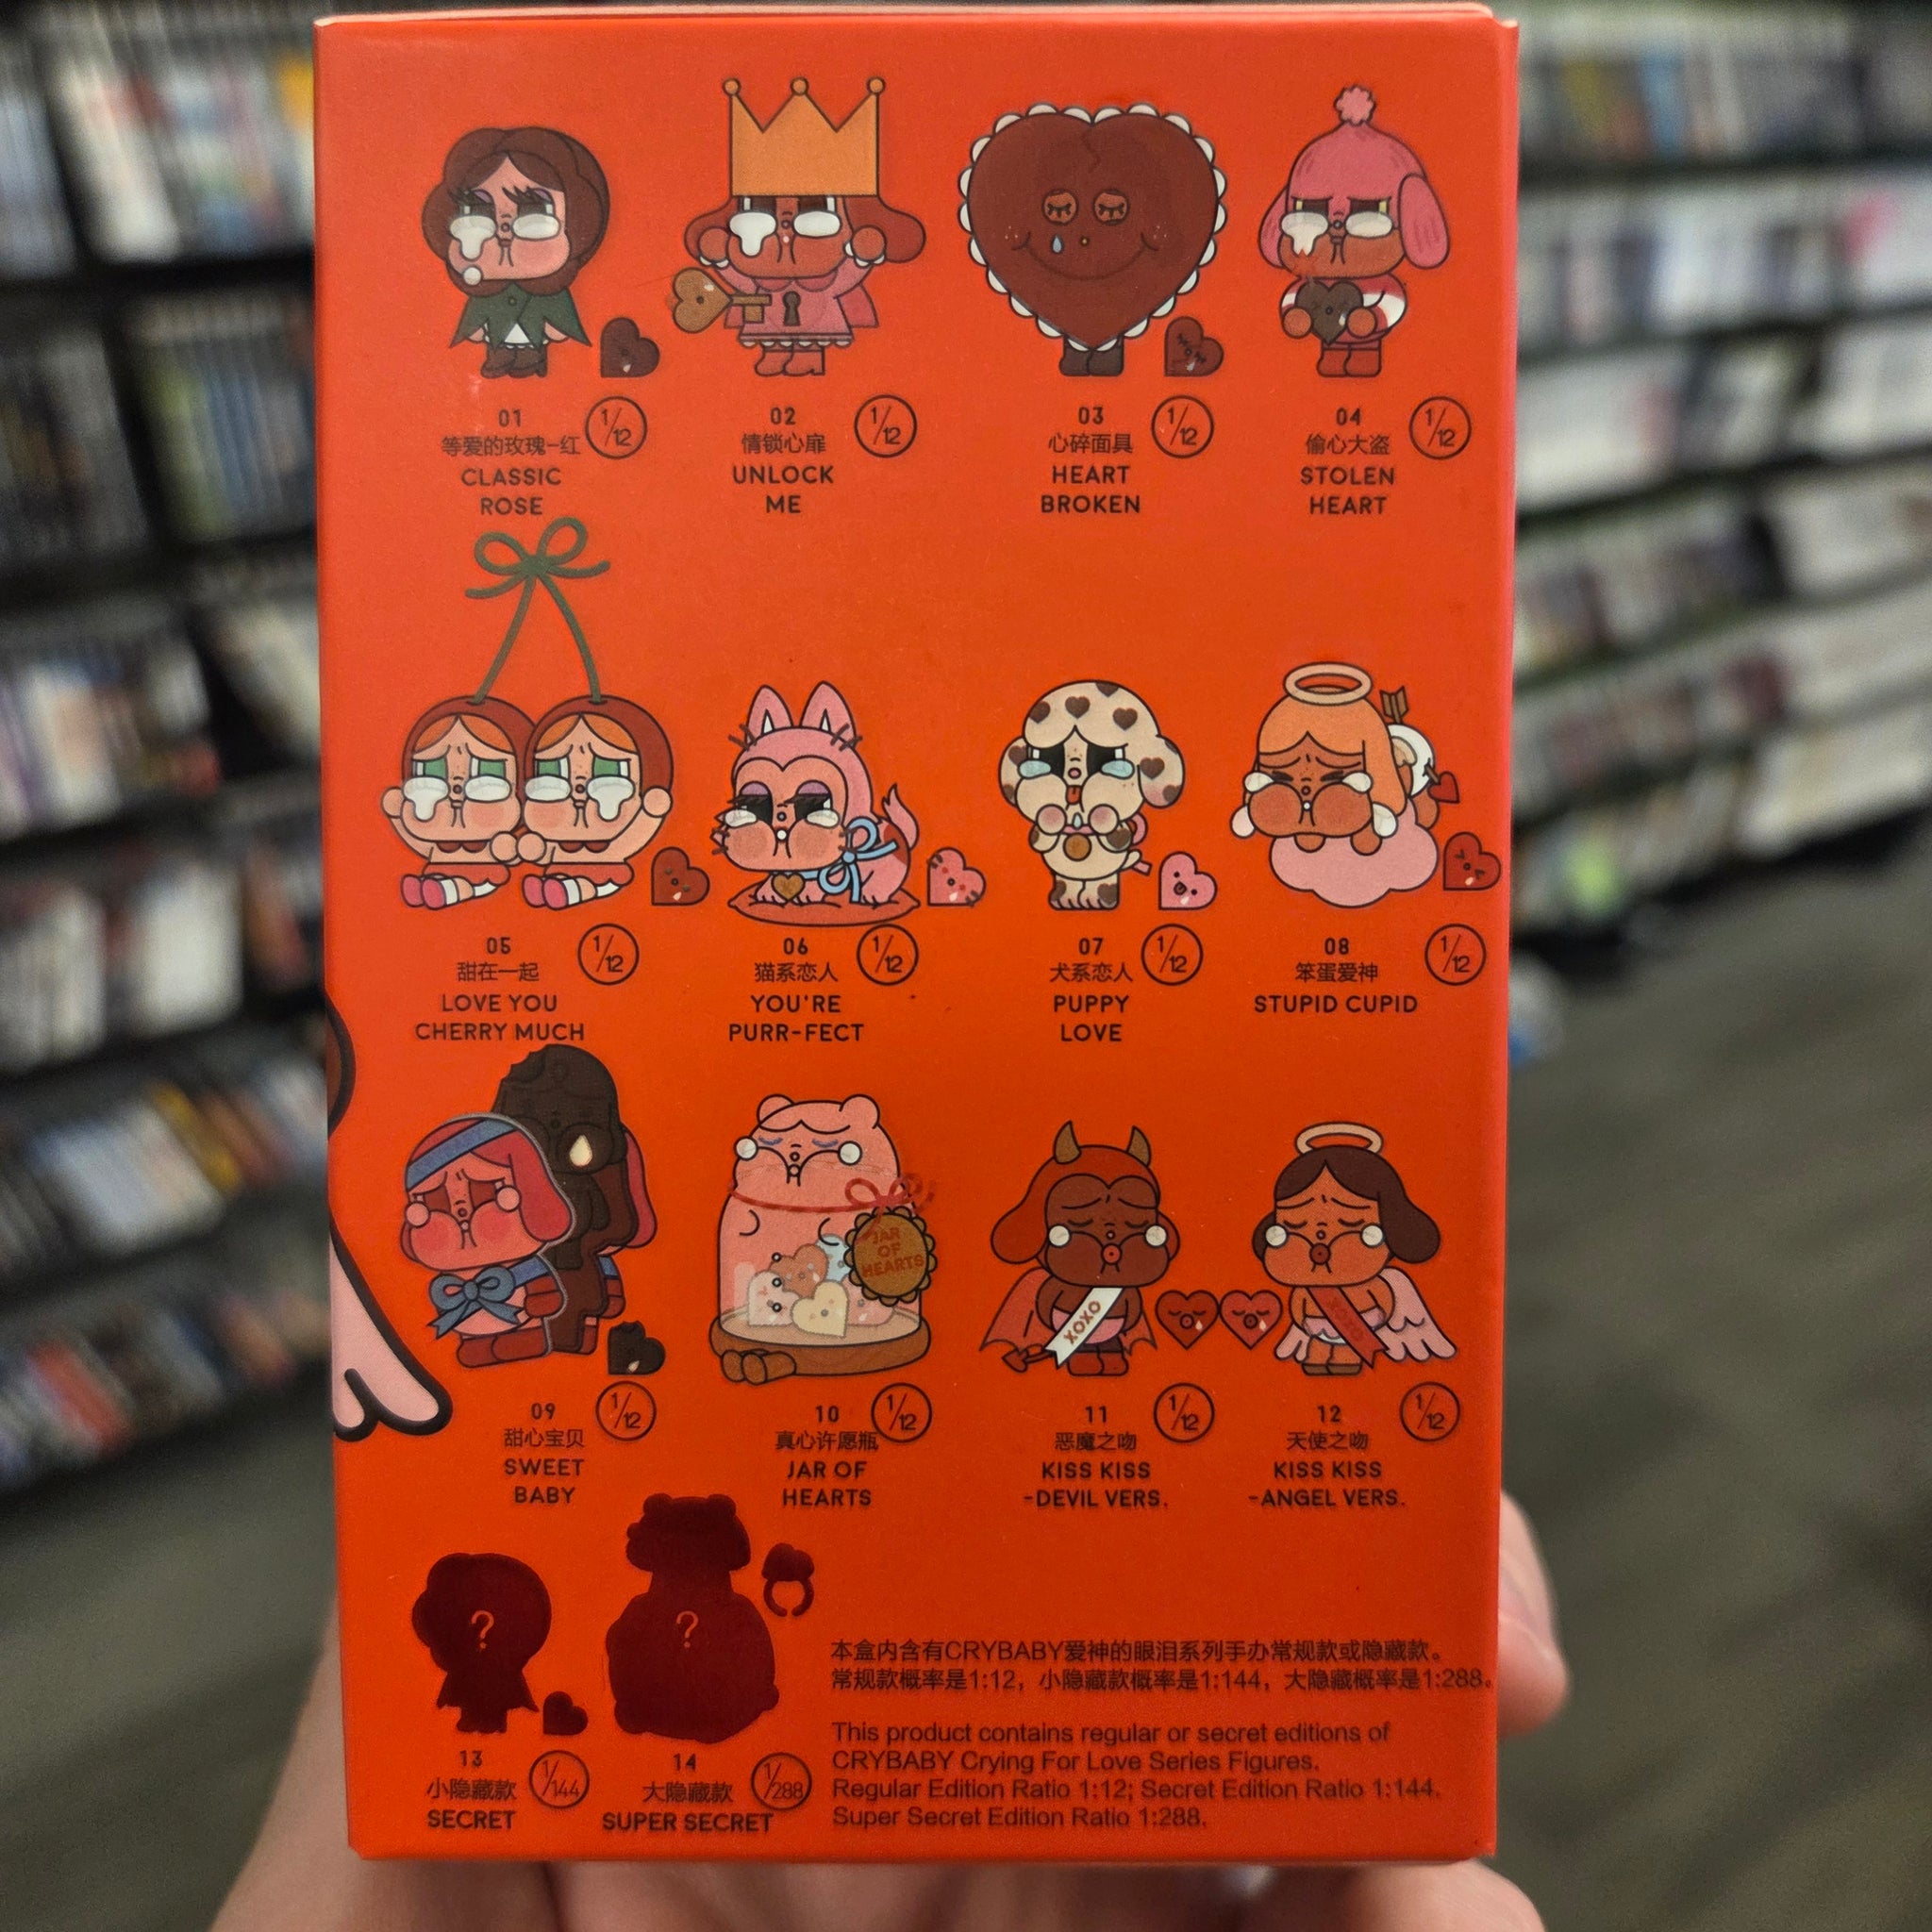 01
1/12
等爱的玫瑰-红
CLASSIC
ROSE
02
1/12
情锁心扉
UNLOCK
ME
03
1/12
心碎面具
HEART
BROKEN
04
1/12
偷心大盗
STOLEN
HEART
05
1/12
甜在一起
LOVE YOU
CHERRY MUCH
06
1/12
猫系恋人
YOU'RE
PURR-FECT
07
1/12
犬系恋人
PUPPY
LOVE
08
1/12
笨蛋爱神
STUPID CUPID
09
1/12
甜心宝贝
SWEET
BABY
JAR
OF
HEARTS
10
1/12
真心许愿瓶
JAR OF
HEARTS
XOXO
11
1/12
恶魔之吻
KISS KISS
-DEVIL VERS.
XOXO
12
1/12
天使之吻
KISS KISS
-ANGEL VERS.
?
13
1/144
小隐藏款
SECRET
?
14
1/288
大隐藏款
SUPER SECRET
本盒内含有CRYBABY爱神的眼泪系列手办常规款或隐藏款。
常规款概率是1:12，小隐藏款概率是1:144，大隐藏概率是1:288。
This product contains regular or secret editions of
CRYBABY Crying For Love Series Figures.
Regular Edition Ratio 1:12; Secret Edition Ratio 1:144.
Super Secret Edition Ratio 1:288.